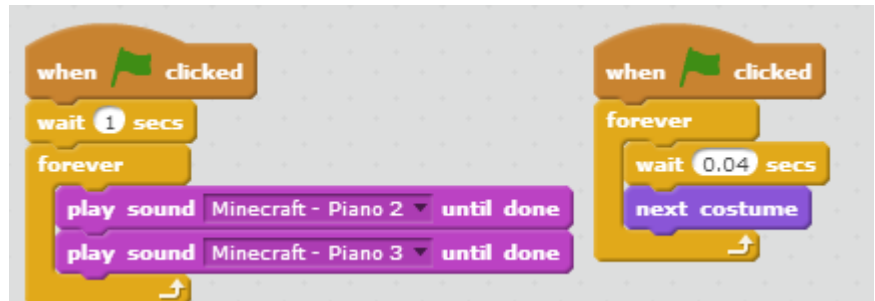 when clicked
wait 1 secs
forever
play sound Minecraft - Piano 2 until done
play sound Minecraft - Piano 3 until done
when clicked
forever
wait 0.04 secs
next costume